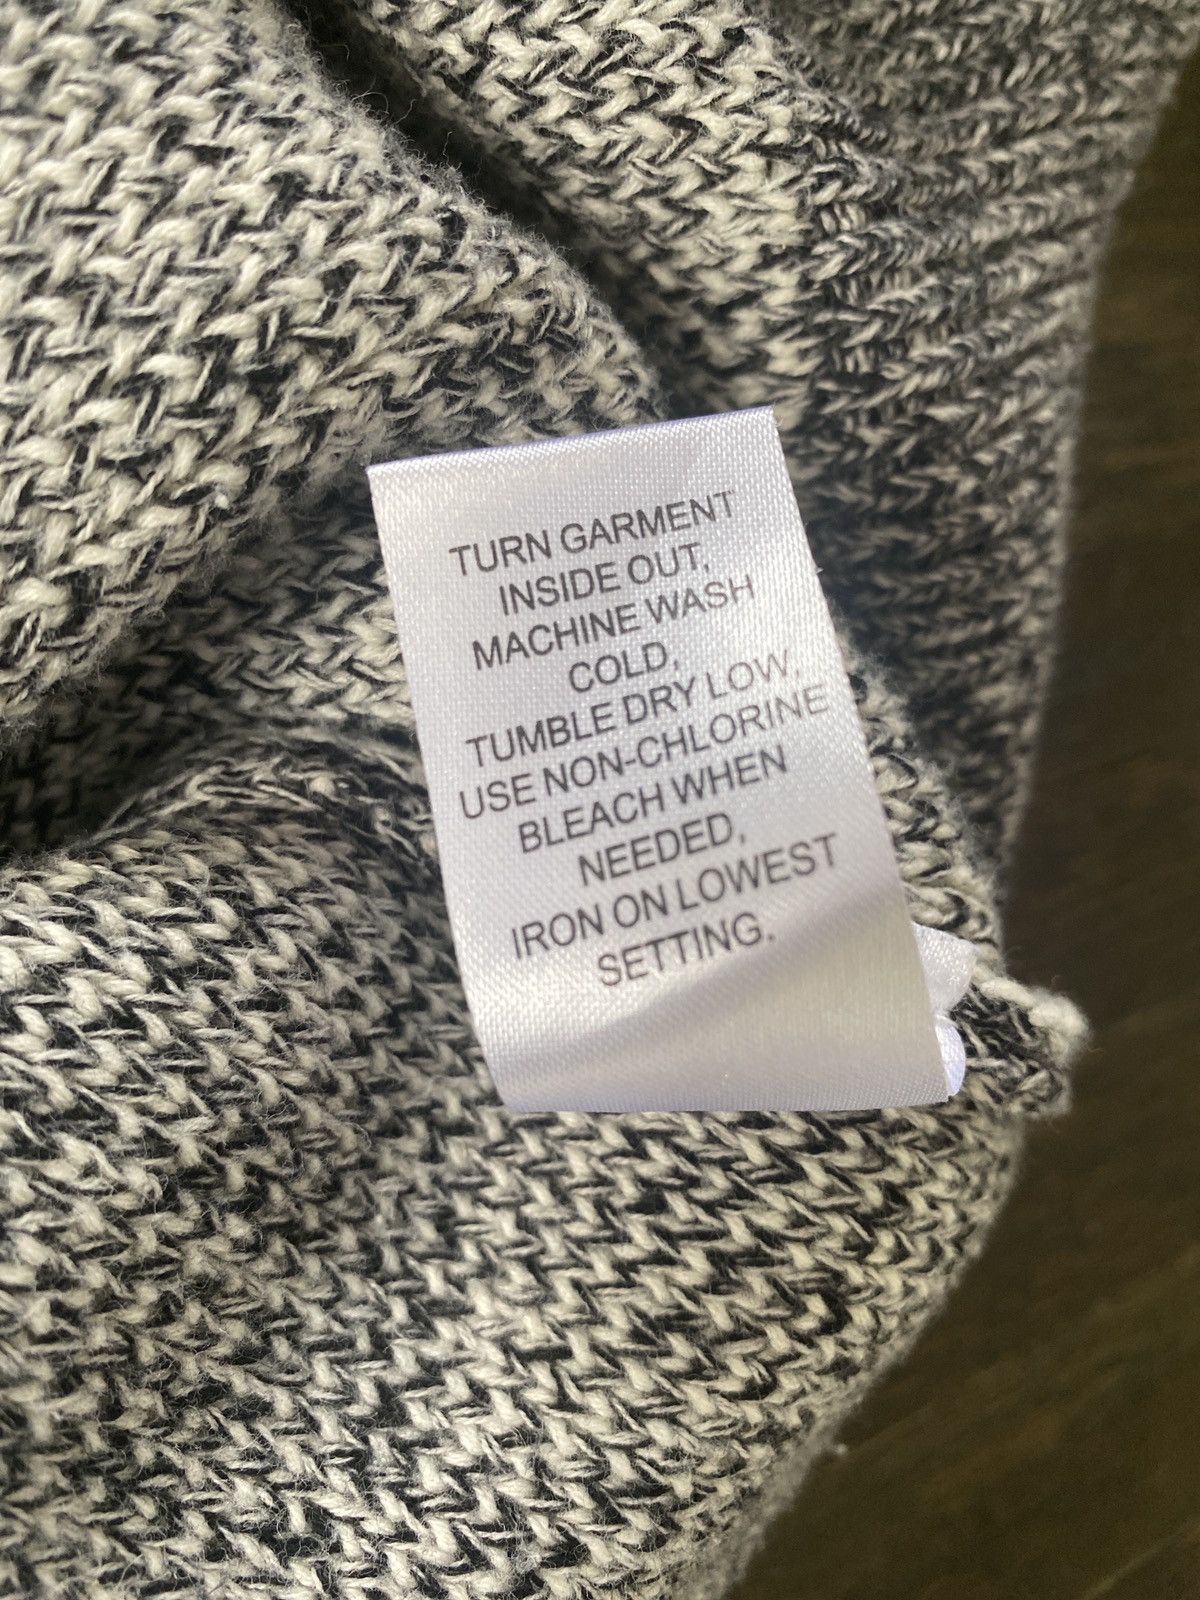 TURN GARMENT
INSIDE OUT,
MACHINE WASH
COLD,
TUMBLE DRY LOW,
USE NON-CHLORINE
BLEACH WHEN
NEEDED,
IRON ON LOWEST
SETTING.